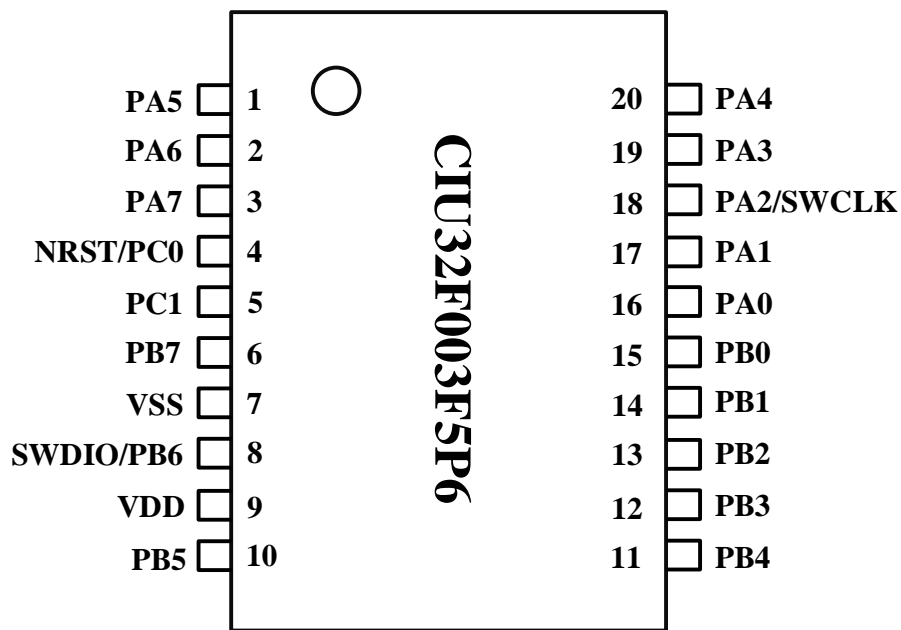 PA5 1 20 PA4
PA6 2 19 PA3
PA7 3 18 PA2/SWCLK
NRST/PC0 4 17 PA1
PC1 5 16 PA0
PB7 6 15 PB0
VSS 7 14 PB1
SWDIO/PB6 8 13 PB2
VDD 9 12 PB3
PB5 10 11 PB4
CIU32F003F5P6